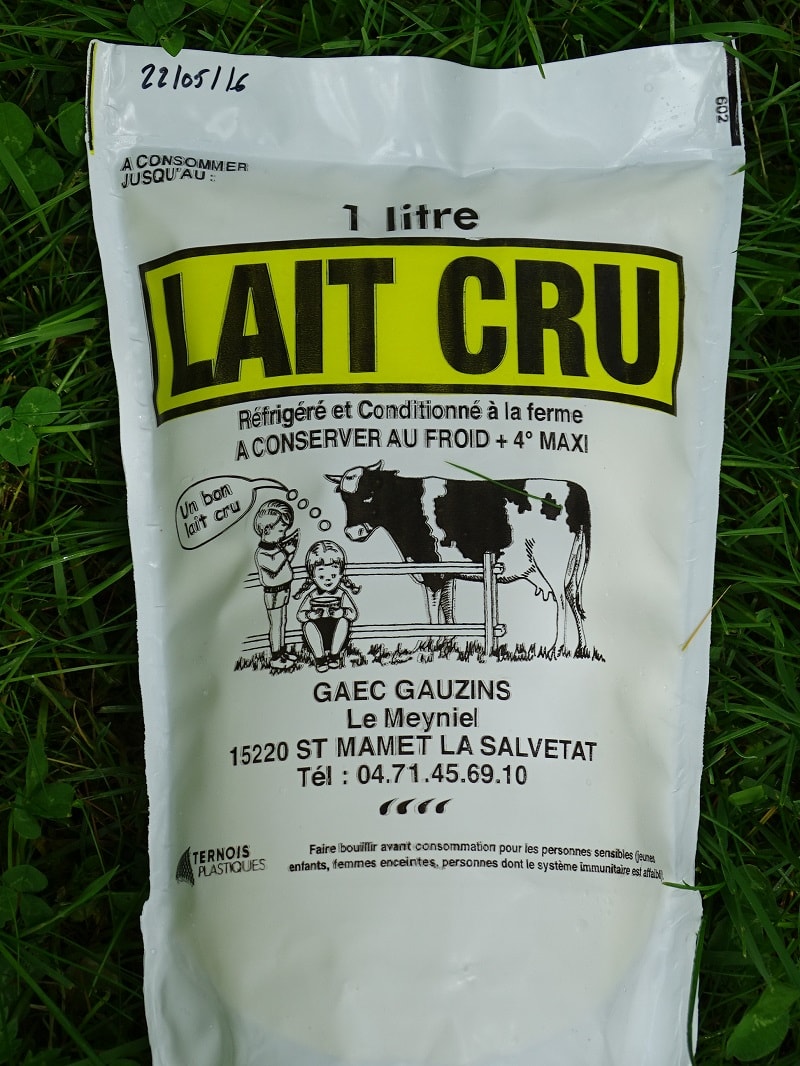 22/05/16
602
A CONSOMMER
JUSQU'AU :
1 litre
LAIT CRU
Réfrigéré et Conditionné à la ferme
A CONSERVER AU FROID + 4° MAXI
Un bon
lait cru
GAEC GAUZINS
Le Meyniel
15220 ST MAMET LA SALVETAT
Tél : 04.71.45.69.10
TERNOIS
PLASTIQUES
Faire bouillir avant consommation pour les personnes sensibles (jeunes
enfants, femmes enceintes, personnes dont le système immunitaire est affaibli